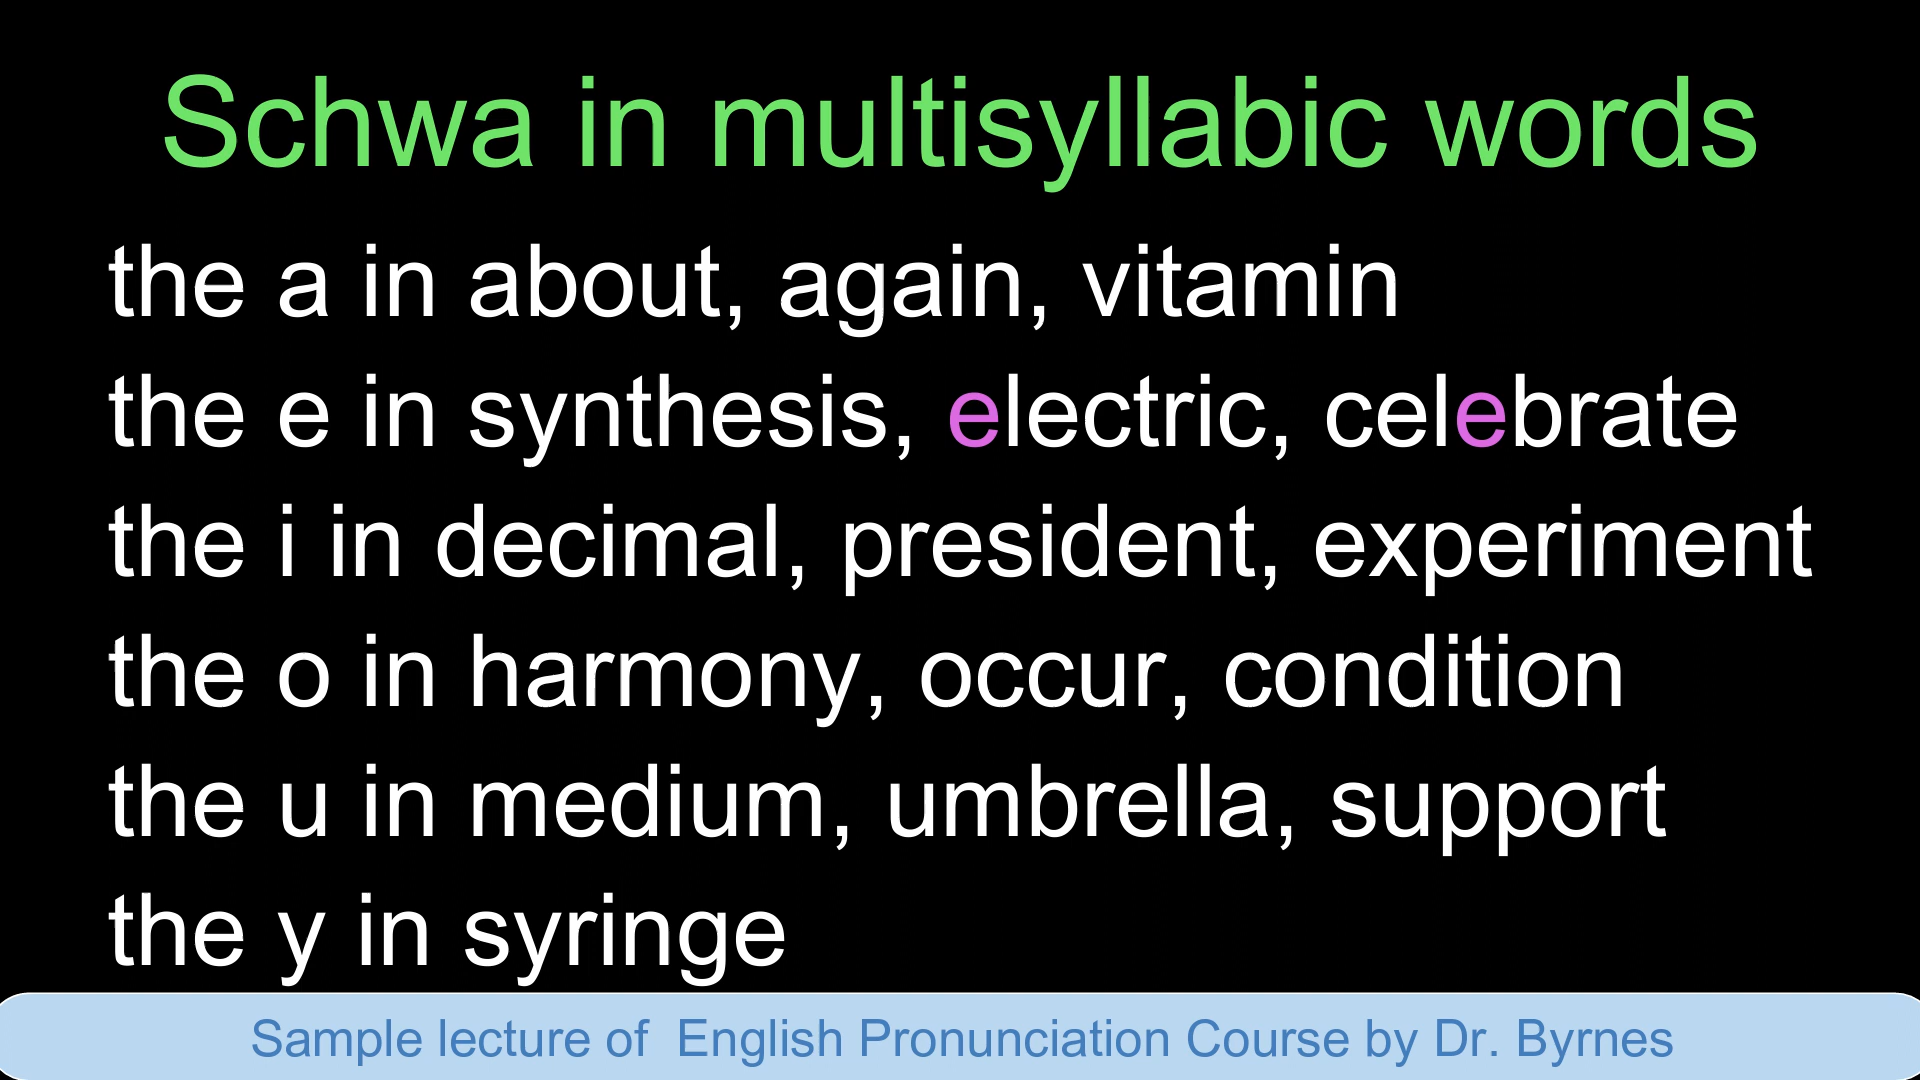 Schwa in multisyllabic words
the a in about, again, vitamin
the e in synthesis, electric, celebrate
the i in decimal, president, experiment
the o in harmony, occur, condition
the u in medium, umbrella, support
the y in syringe
Sample lecture of  English Pronunciation Course by Dr. Byrnes